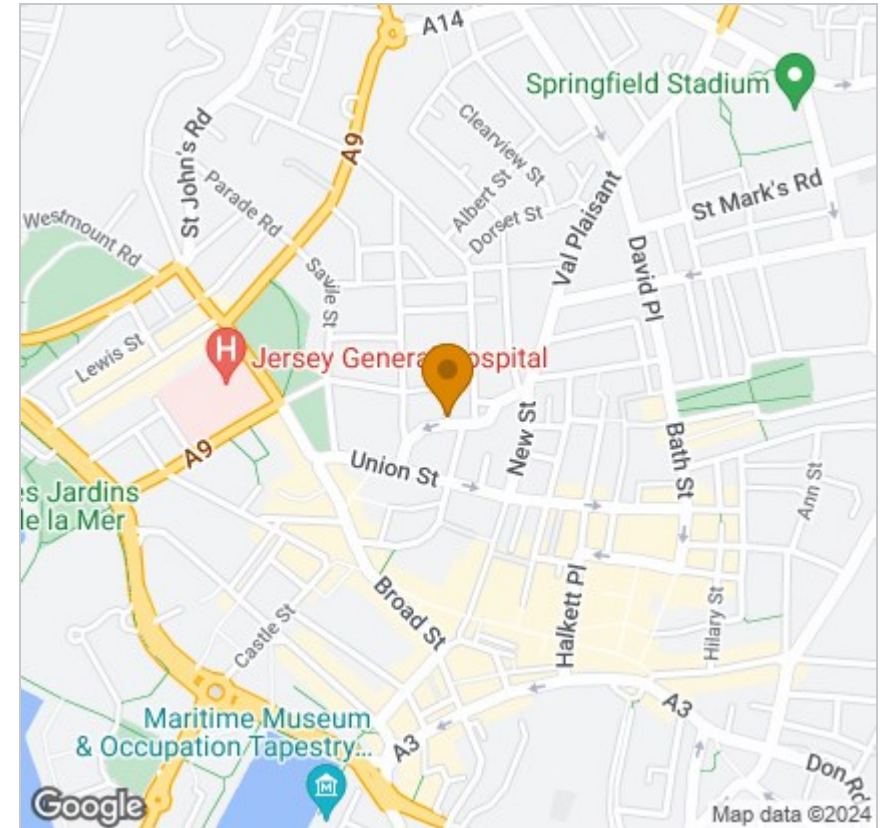 A14
Springfield Stadium
Clearview St
St John's Rd
A9
Albert St
Parade Rd
St Mark's Rd
Westmount Rd
Dorset St
Val Plaisant
David Pl
Savile St
Lewis St
H
Jersey General Hospital
New St
Bath St
A9
Union St
Ann St
es Jardins
de la Mer
Broad St
Halkett Pl
Hilary St
Castle St
Maritime Museum
& Occupation Tapestry...
A3
A3
Don Rd
M
Google
Map data ©2024